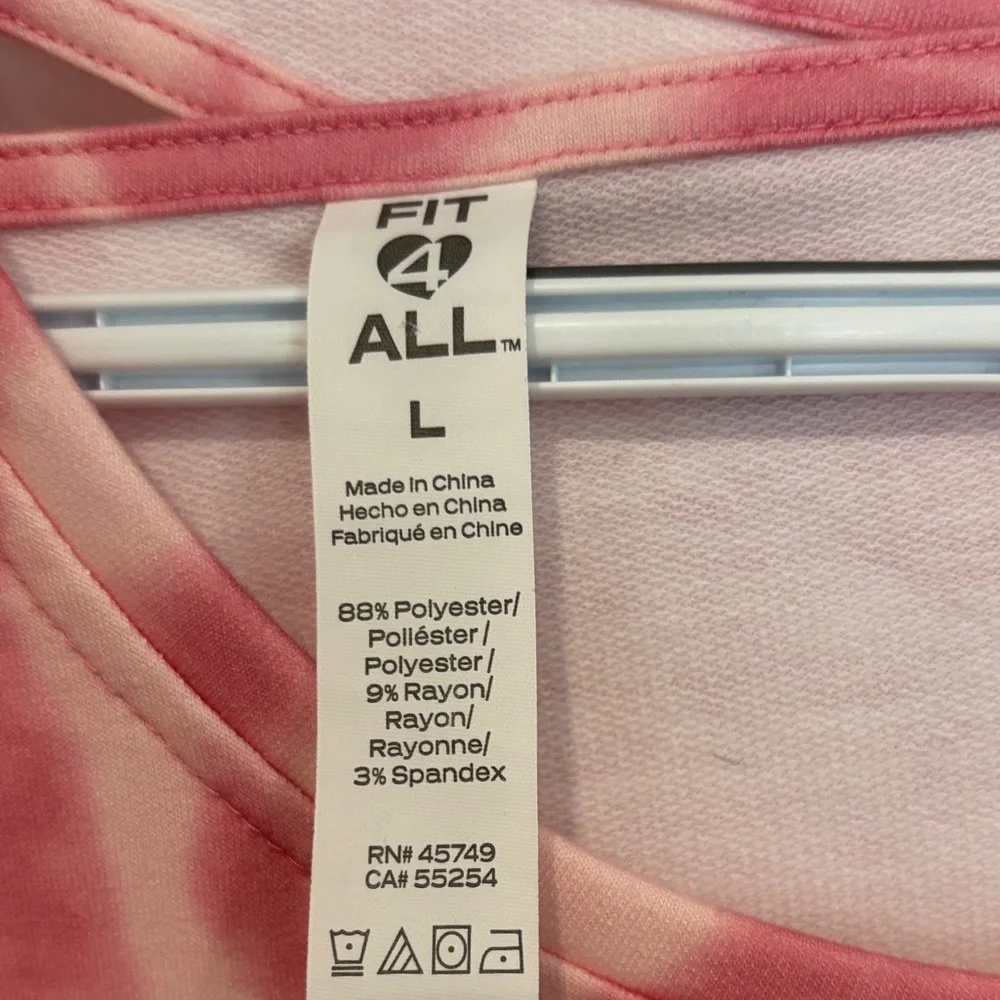 FIT
4
ALL™
L
Made in China
Hecho en China
Fabriqué en Chine
88% Polyester/
Poliéster/
Polyester/
9% Rayon/
Rayon/
Rayonne/
3% Spandex
RN# 45749
CA# 55254